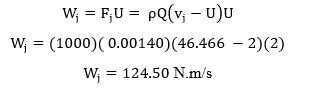 Wⱼ = FⱼU = ρQ(vⱼ − U)U
Wⱼ = (1000)( 0.00140)(46.466 − 2)(2)
Wⱼ = 124.50 N.m/s